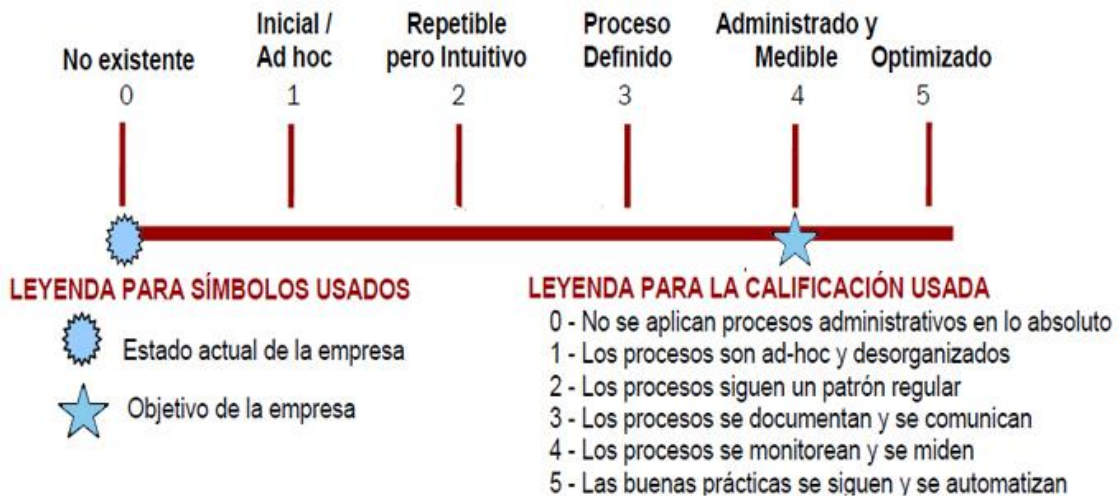 No existente
0
Inicial /
Ad hoc
1
Repetible
pero Intuitivo
2
Proceso
Definido
3
Administrado y
Medible
4
Optimizado
5
LEYENDA PARA SÍMBOLOS USADOS
Estado actual de la empresa
Objetivo de la empresa
LEYENDA PARA LA CALIFICACIÓN USADA
0 - No se aplican procesos administrativos en lo absoluto
1 - Los procesos son ad-hoc y desorganizados
2 - Los procesos siguen un patrón regular
3 - Los procesos se documentan y se comunican
4 - Los procesos se monitorean y se miden
5 - Las buenas prácticas se siguen y se automatizan